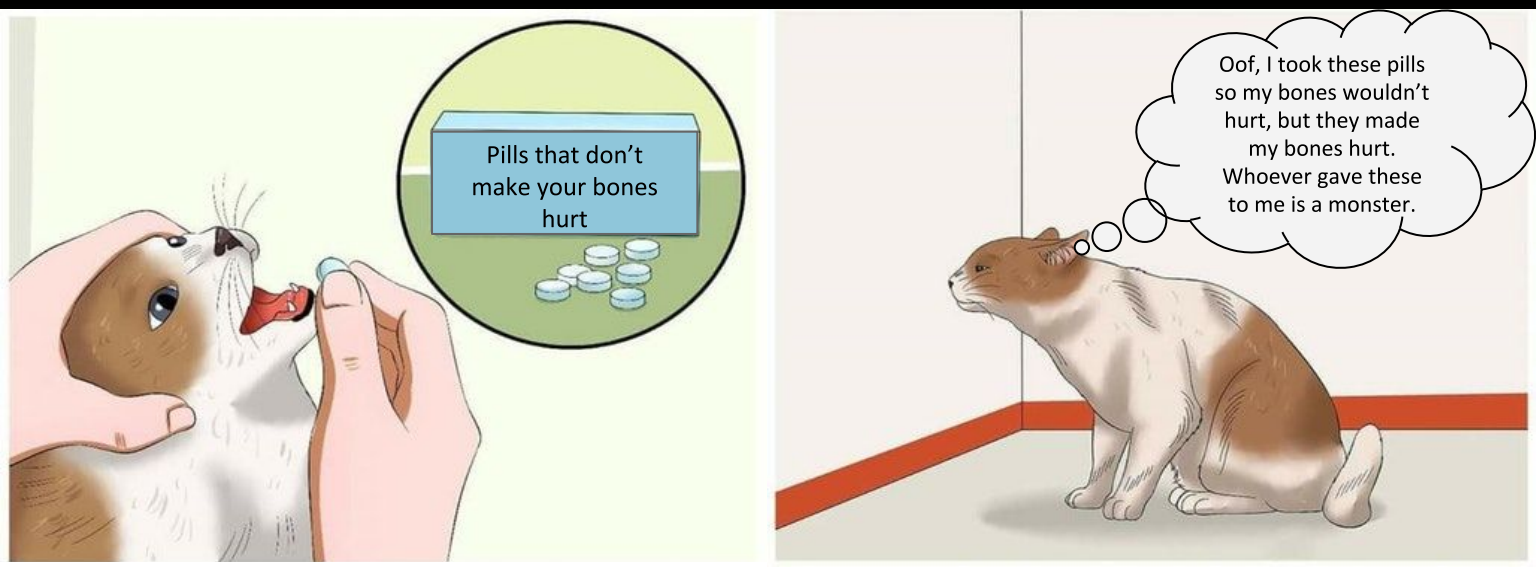 Pills that don’t
make your bones
hurt
Oof, I took these pills
so my bones wouldn’t
hurt, but they made
my bones hurt.
Whoever gave these
to me is a monster.